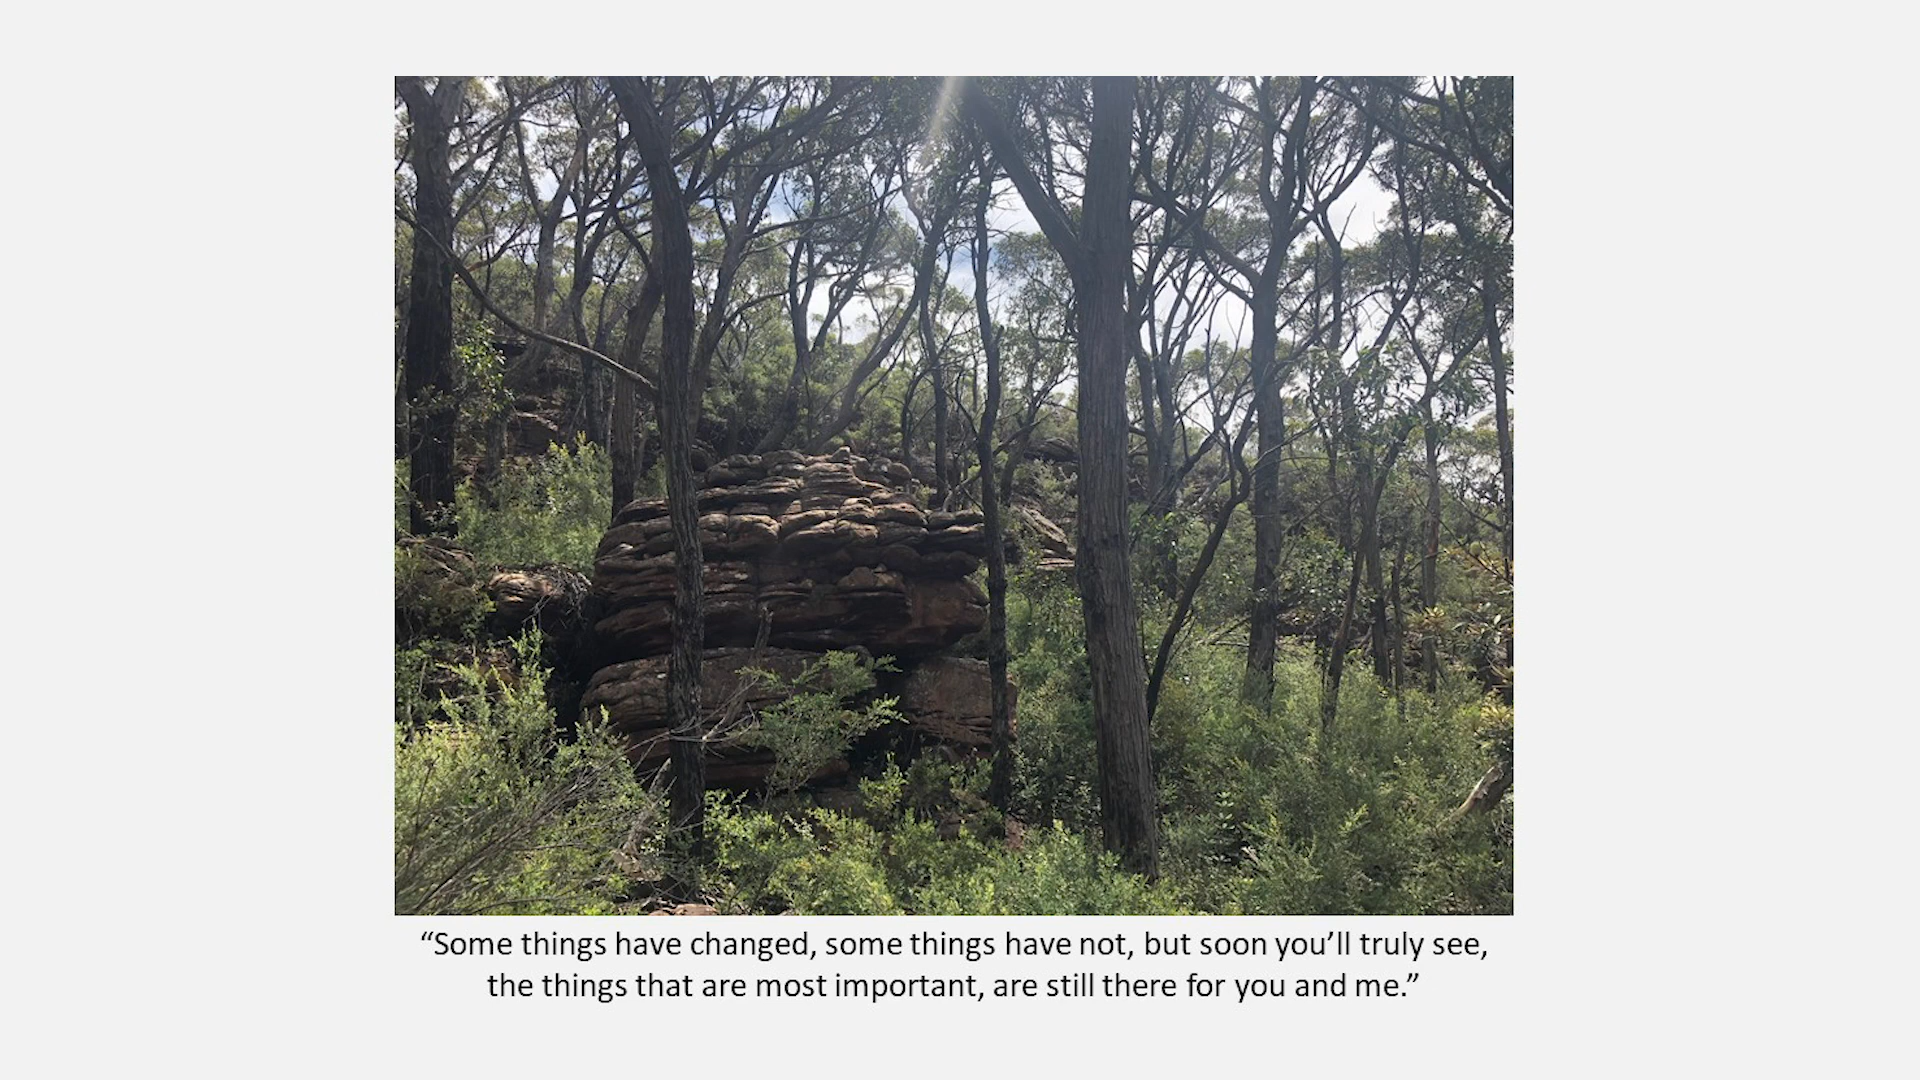 “Some things have changed, some things have not, but soon you’ll truly see,
the things that are most important, are still there for you and me.”